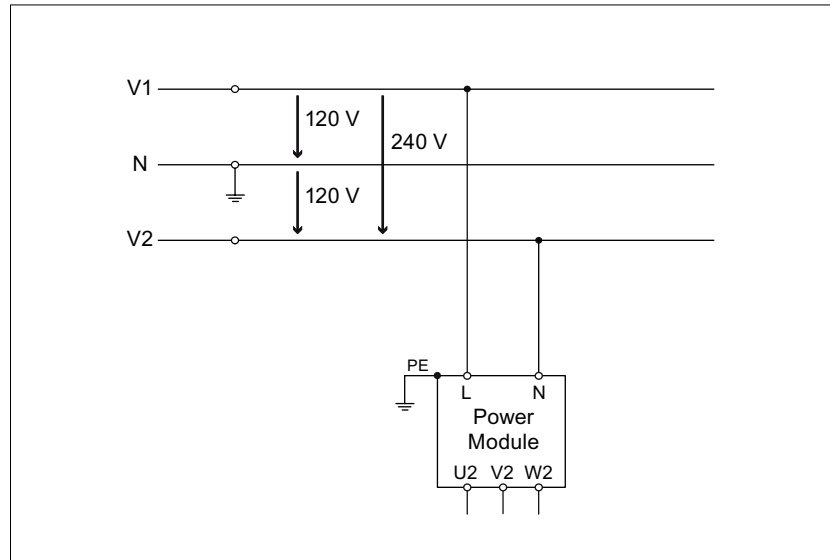 V1
120 V
240 V
N
120 V
V2
PE
L N
Power
Module
U2 V2 W2